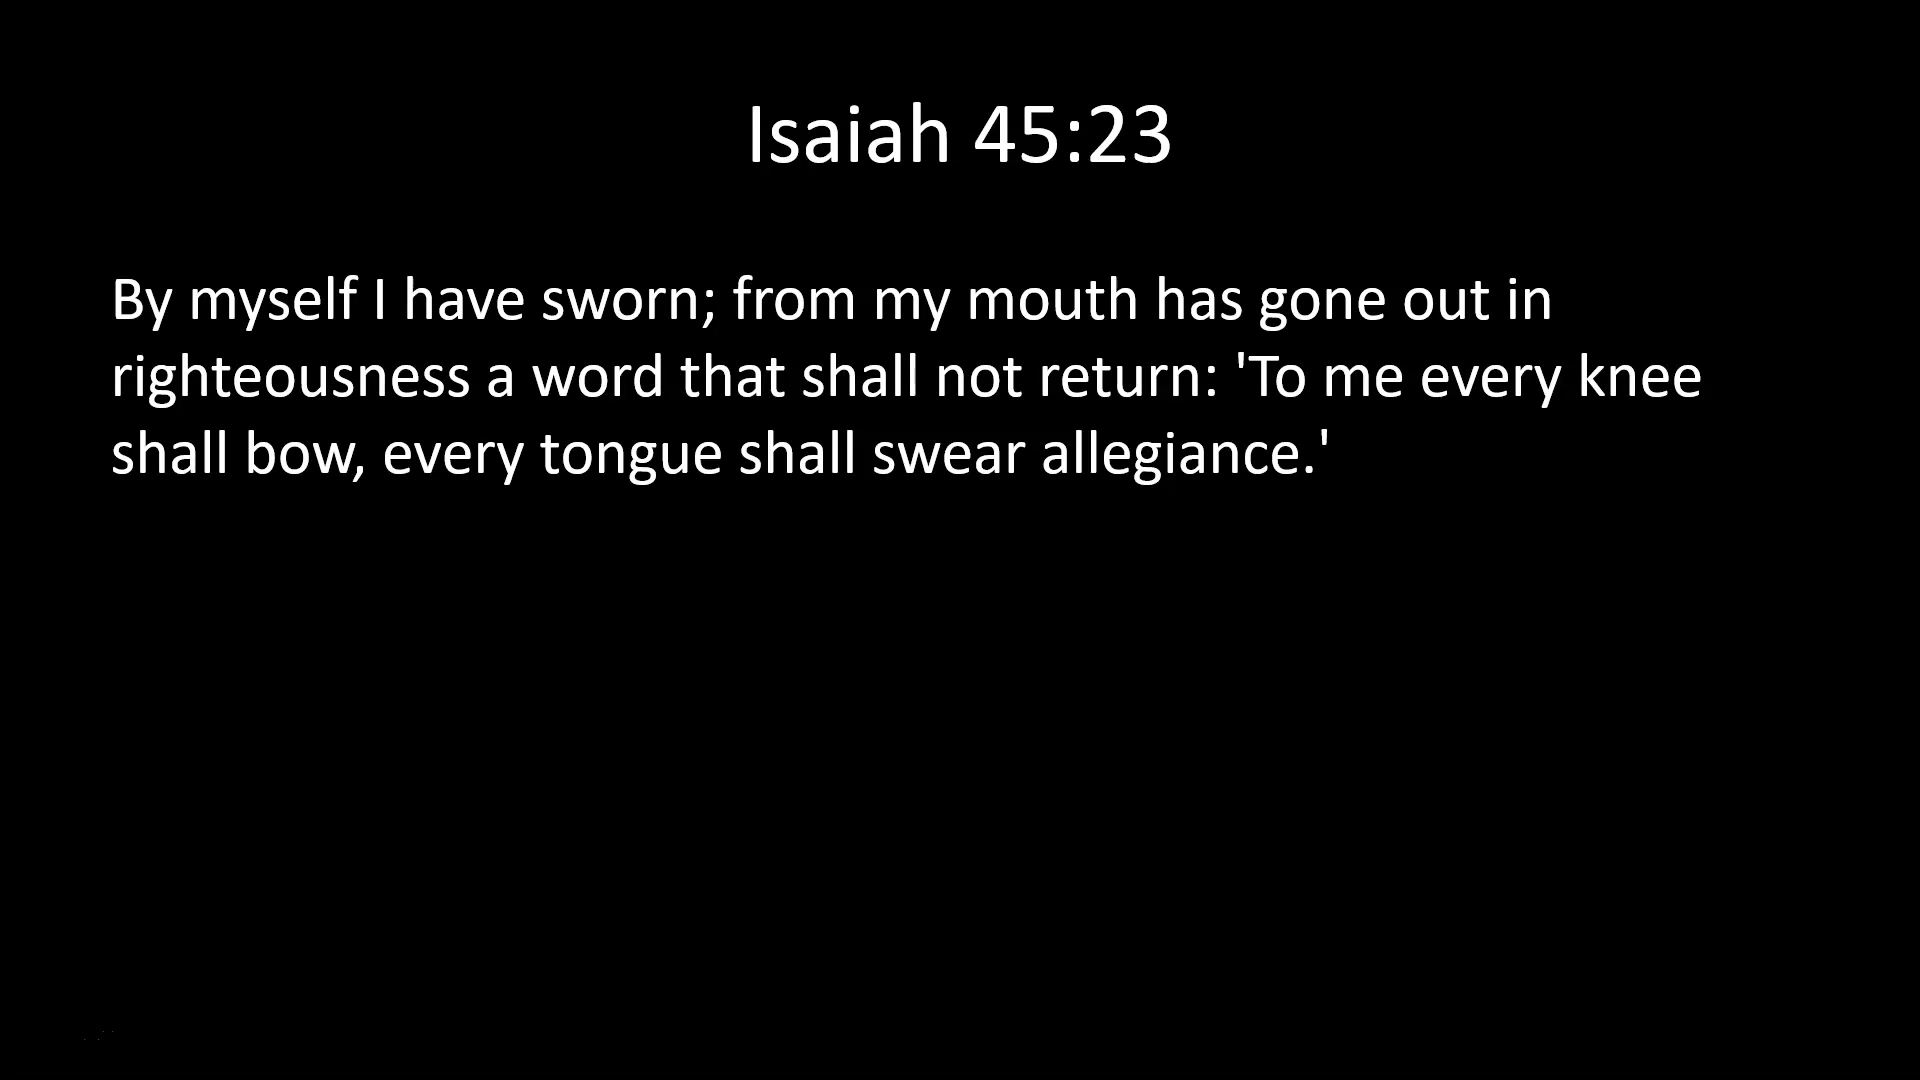 Isaiah 45:23
By myself I have sworn; from my mouth has gone out in
righteousness a word that shall not return: 'To me every knee
shall bow, every tongue shall swear allegiance.'